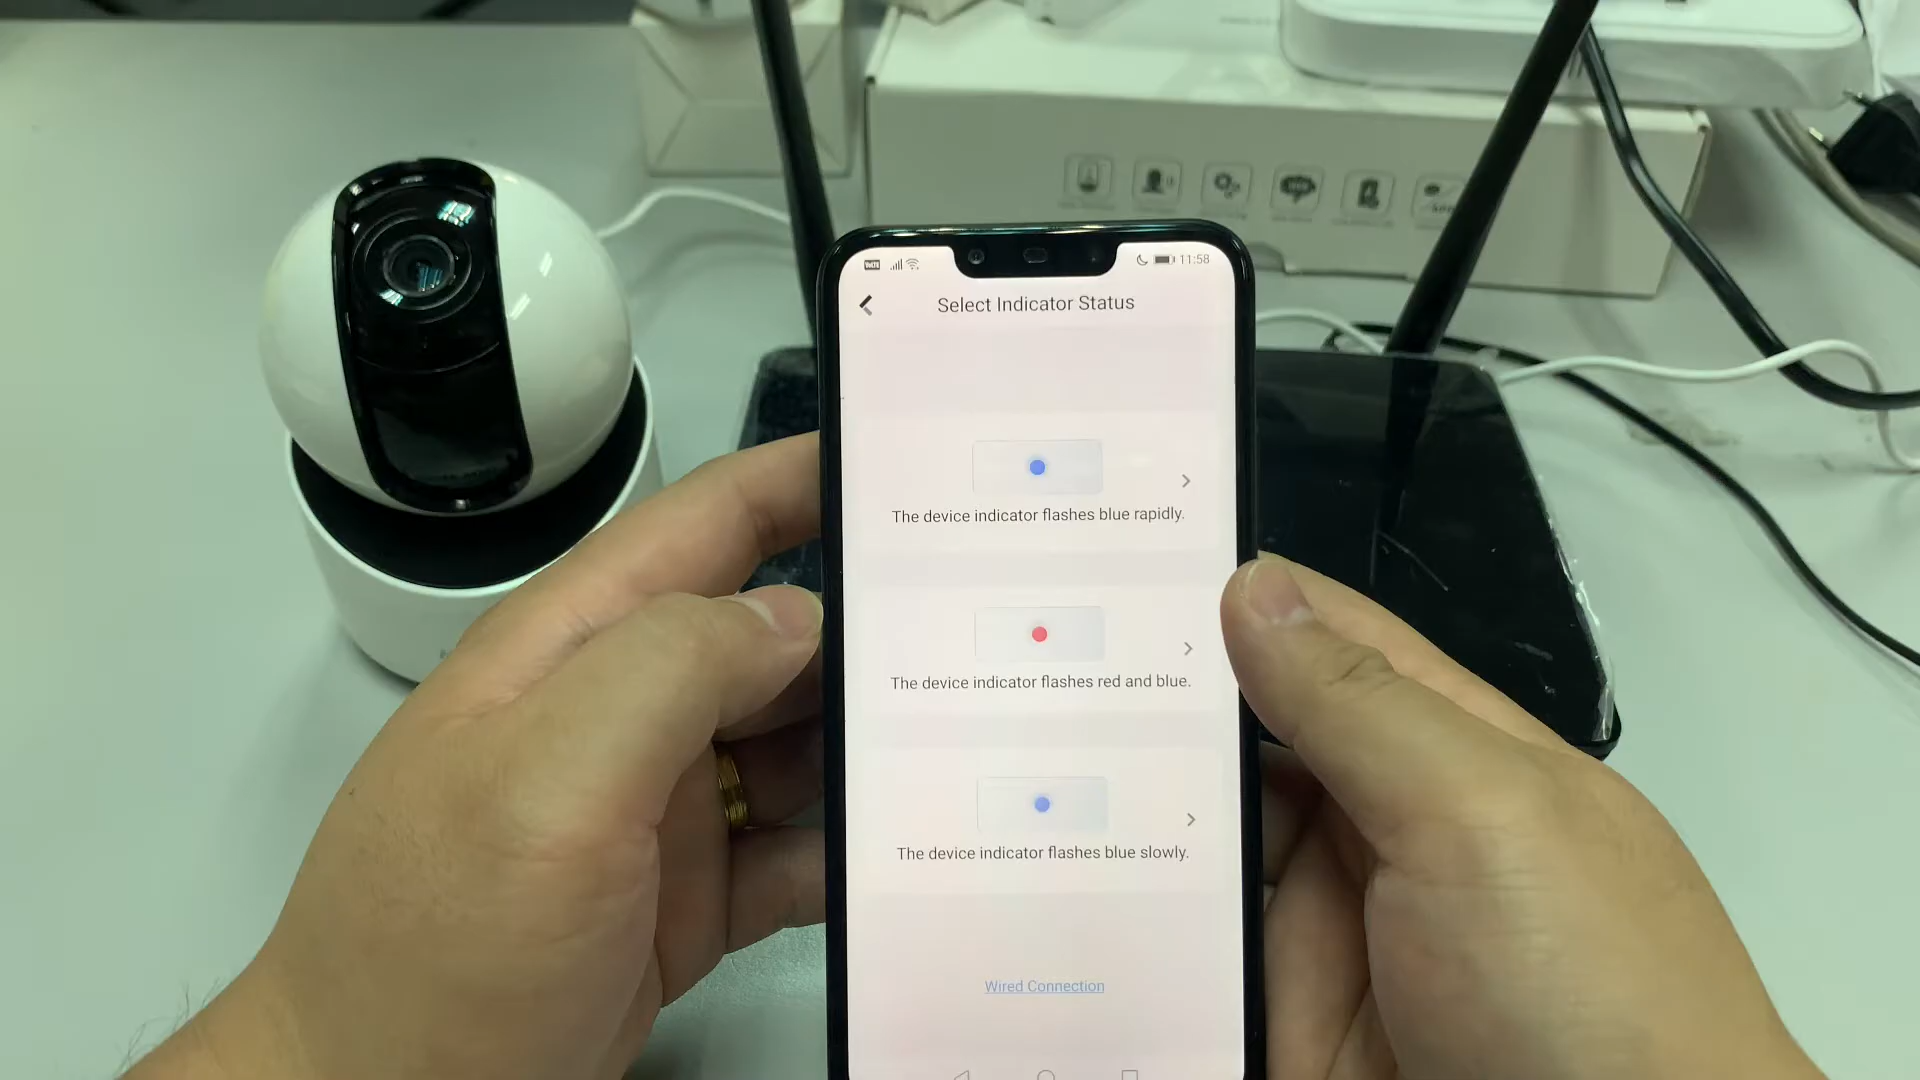 11:58
Select Indicator Status
The device indicator flashes blue rapidly.
The device indicator flashes red and blue.
The device indicator flashes blue slowly.
Wired Connection